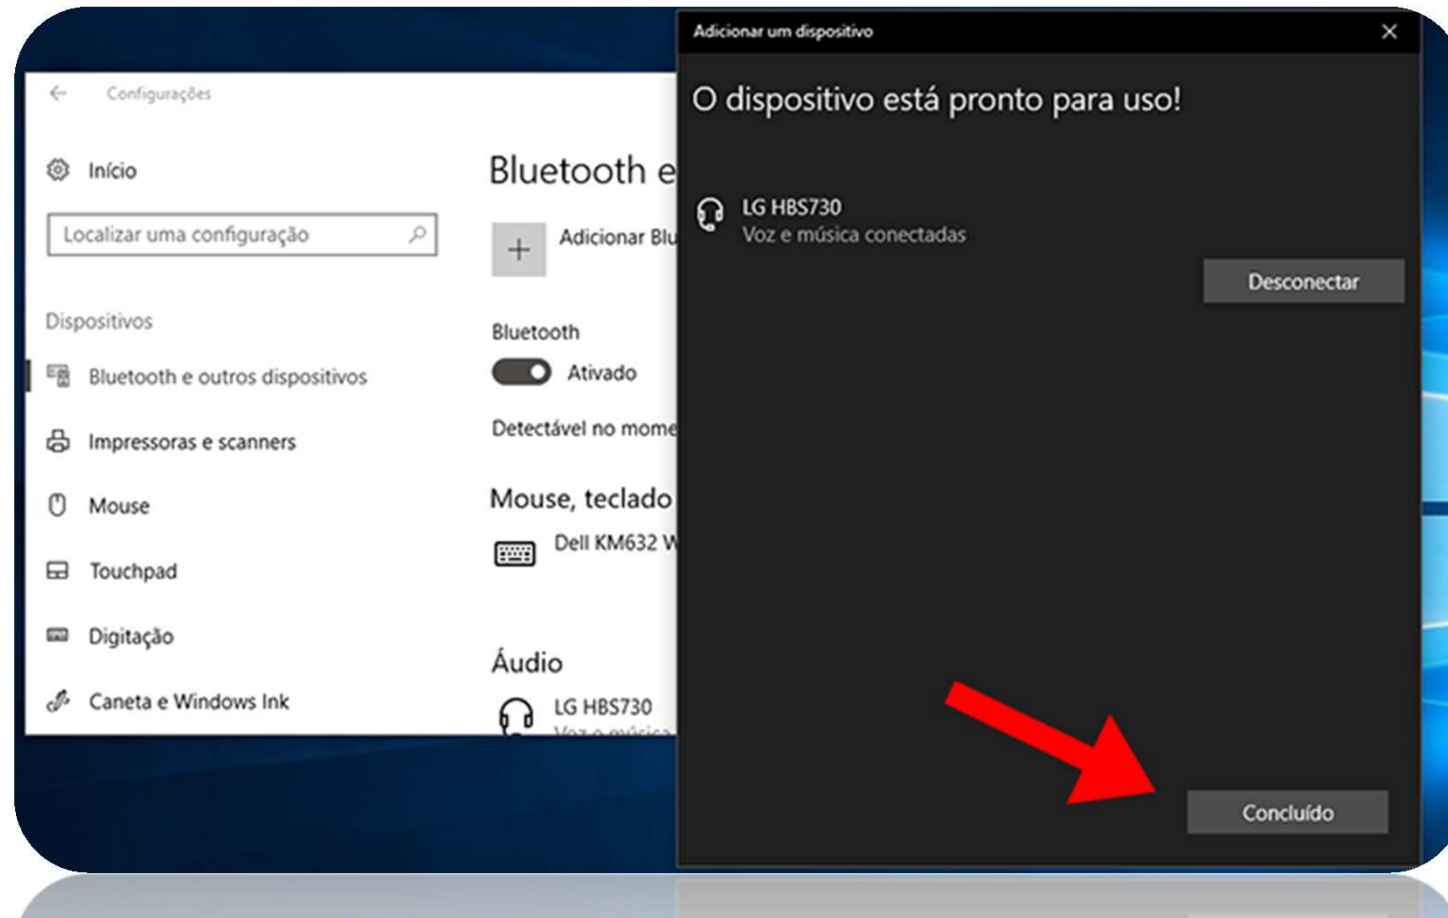 Configurações
Início
Localizar uma configuração
Dispositivos
Bluetooth e outros dispositivos
Impressoras e scanners
Mouse
Touchpad
Digitação
Caneta e Windows Ink
Bluetooth e
Adicionar Blu
Bluetooth
Ativado
Detectável no mome
Mouse, teclado
Dell KM632 W
Áudio
LG HBS730
Voz e música
Adicionar um dispositivo
O dispositivo está pronto para uso!
LG HBS730
Voz e música conectadas
Desconectar
Concluído